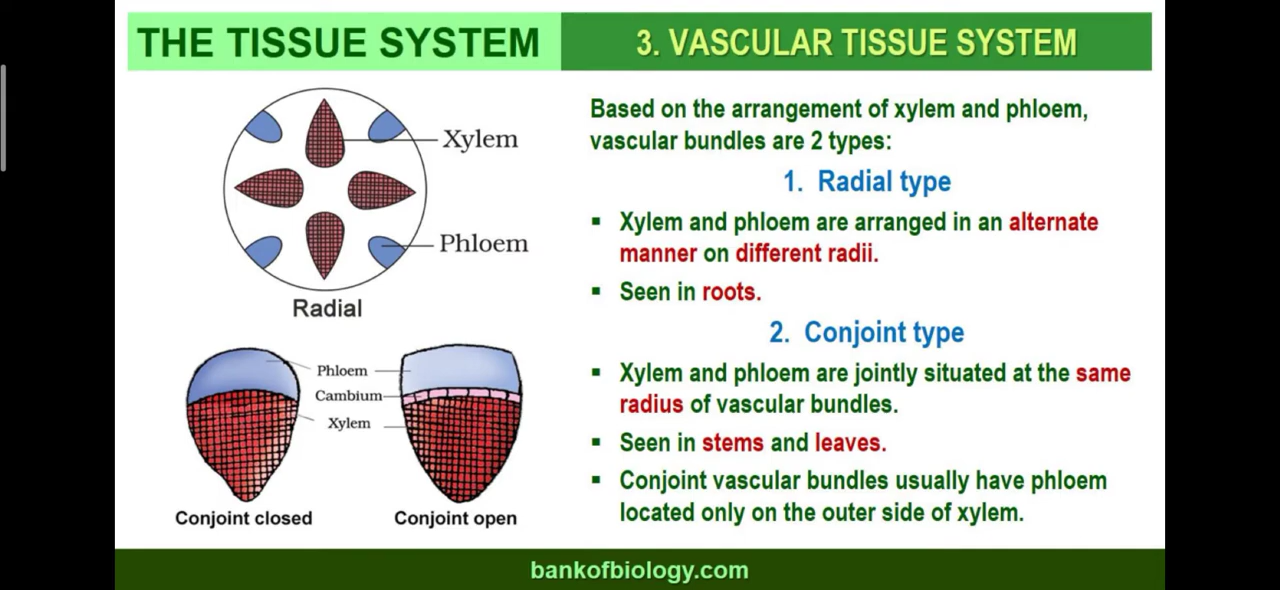 THE TISSUE SYSTEM
3. VASCULAR TISSUE SYSTEM
Xylem
Phloem
Radial
Phloem
Cambium
Xylem
Conjoint closed
Conjoint open
Based on the arrangement of xylem and phloem,
vascular bundles are 2 types:
1. Radial type
▪ Xylem and phloem are arranged in an alternate
manner on different radii.
▪ Seen in roots.
2. Conjoint type
▪ Xylem and phloem are jointly situated at the same
radius of vascular bundles.
▪ Seen in stems and leaves.
▪ Conjoint vascular bundles usually have phloem
located only on the outer side of xylem.
bankofbiology.com